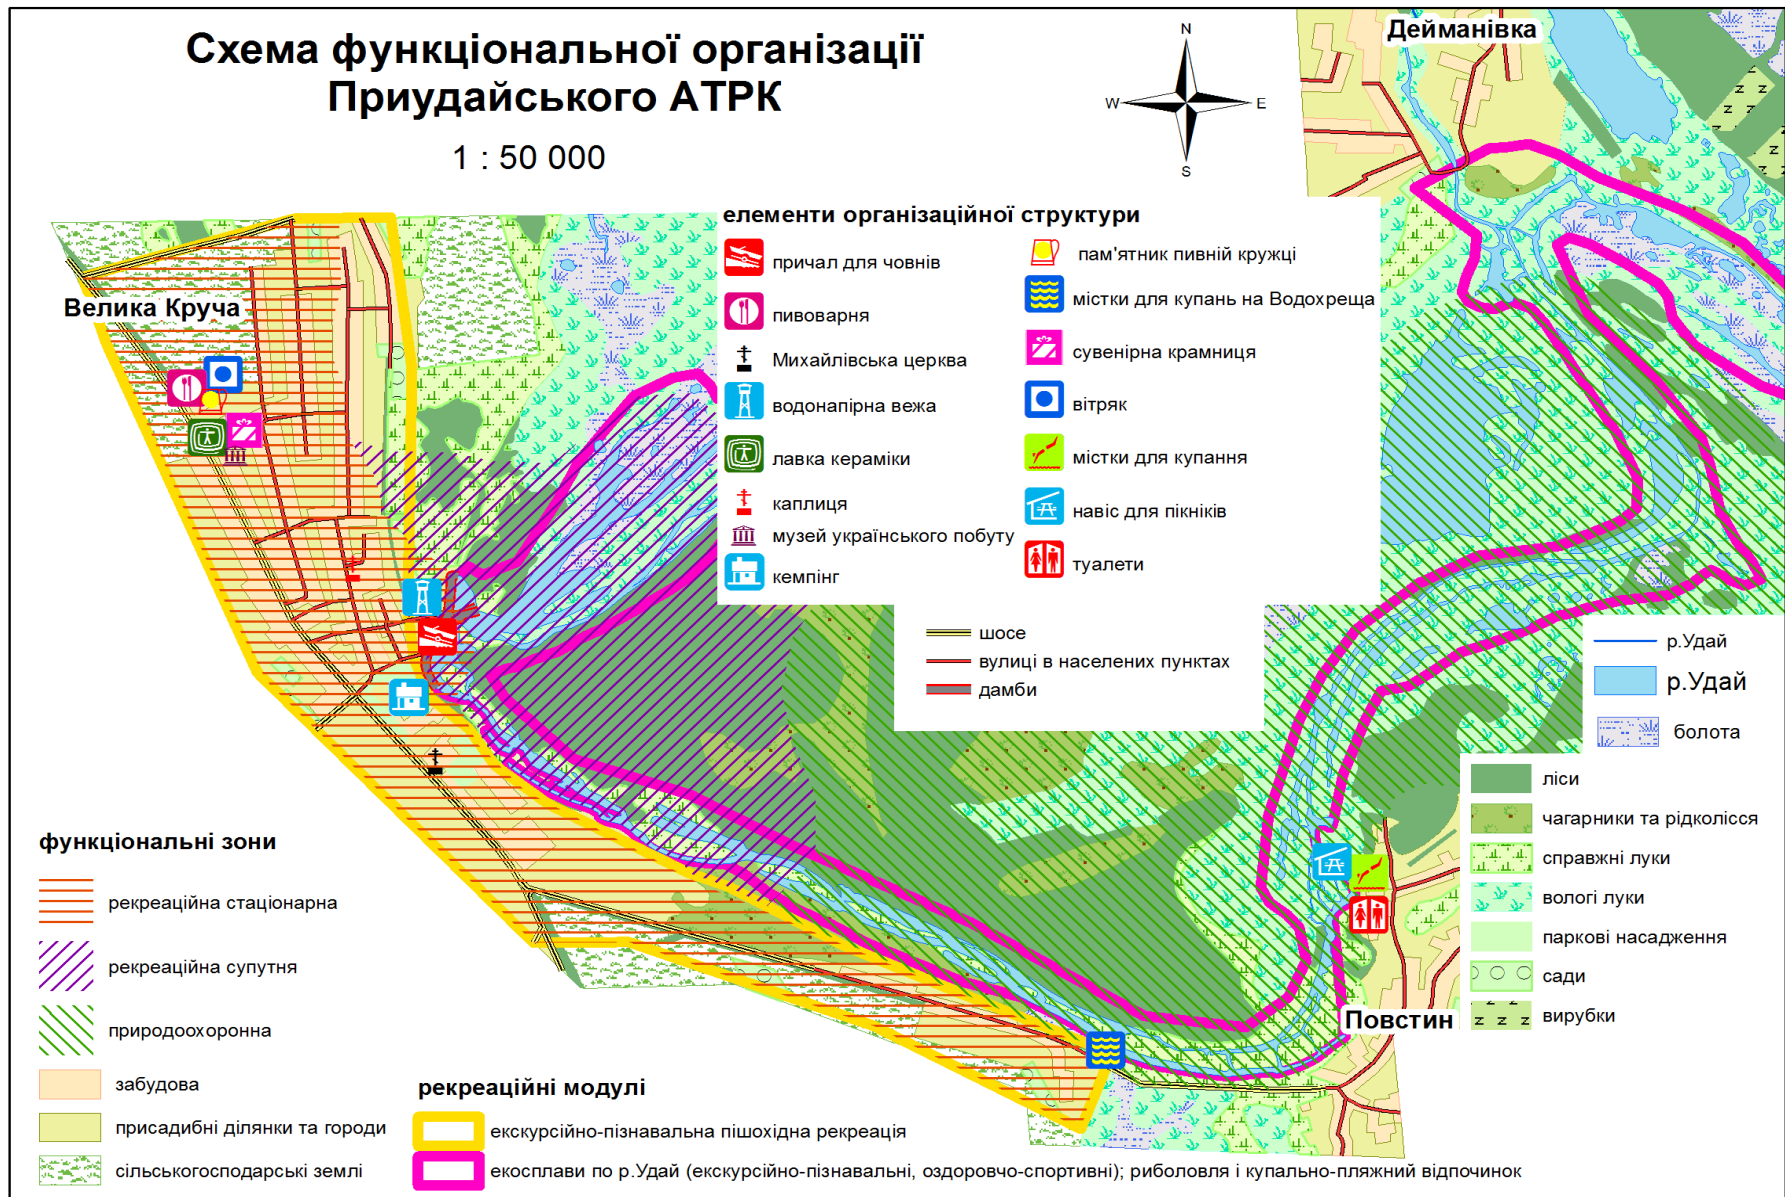 Схема функціональної організації
Приудайського АТРК
1 : 50 000
N
W
E
S
Дейманівка
Велика Круча
Повстин
елементи організаційної структури
причал для човнів
пивоварня
Михайлівська церква
водонапірна вежа
лавка кераміки
каплиця
музей українського побуту
кемпінг
пам'ятник пивній кружці
містки для купань на Водохреща
сувенірна крамниця
вітряк
містки для купання
навіс для пікніків
туалети
шосе
вулиці в населених пунктах
дамби
р.Удай
р.Удай
болота
ліси
чагарники та рідколісся
справжні луки
вологі луки
паркові насадження
сади
вирубки
функціональні зони
рекреаційна стаціонарна
рекреаційна супутня
природоохоронна
забудова
присадибні ділянки та городи
сільськогосподарські землі
рекреаційні модулі
екскурсійно-пізнавальна пішохідна рекреація
екосплави по р.Удай (екскурсійно-пізнавальні, оздоровчо-спортивні); риболовля і купально-пляжний відпочинок